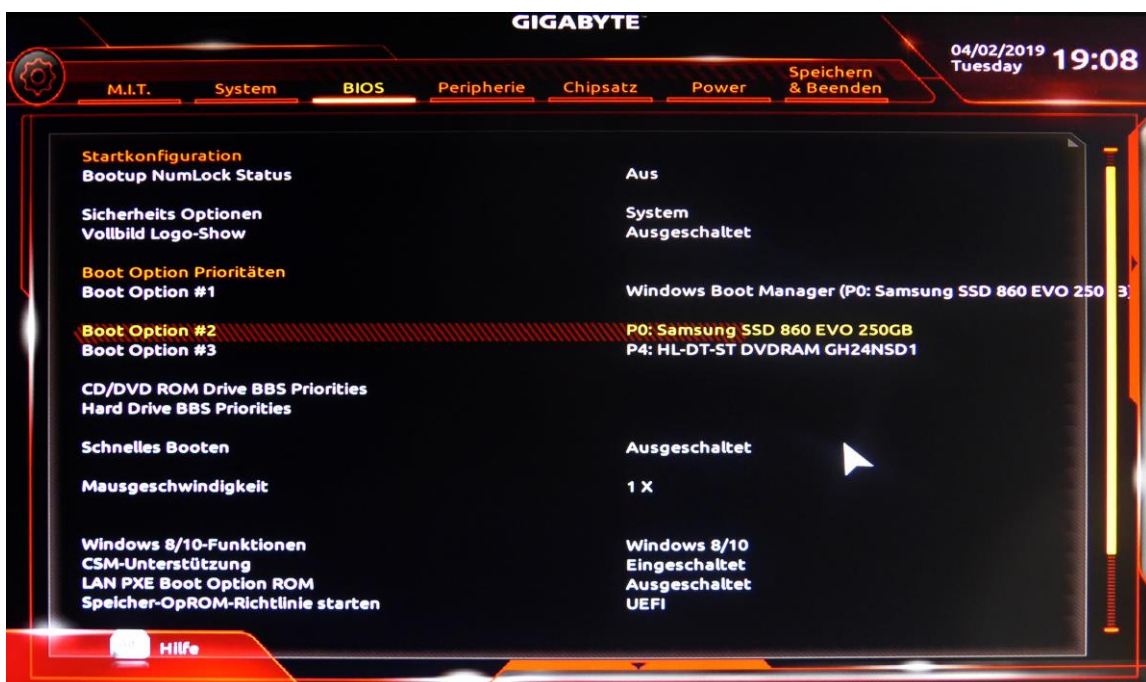 GIGABYTE
04/02/2019 19:08
Tuesday
M.I.T. System BIOS Peripherie Chipsatz Power Speichern & Beenden
Startkonfiguration
Bootup NumLock Status Aus
Sicherheits Optionen System
Vollbild Logo-Show Ausgeschaltet
Boot Option Prioritäten
Boot Option #1 Windows Boot Manager (P0: Samsung SSD 860 EVO 250
Boot Option #2 P0: Samsung SSD 860 EVO 250GB
Boot Option #3 P4: HL-DT-ST DVDRAM GH24NSD1
CD/DVD ROM Drive BBS Priorities
Hard Drive BBS Priorities
Schnelles Booten Ausgeschaltet
Mausgeschwindigkeit 1 X
Windows 8/10-Funktionen Windows 8/10
CSM-Unterstützung Eingeschaltet
LAN PXE Boot Option ROM Ausgeschaltet
Speicher-OpROM-Richtlinie starten UEFI
Hilfe